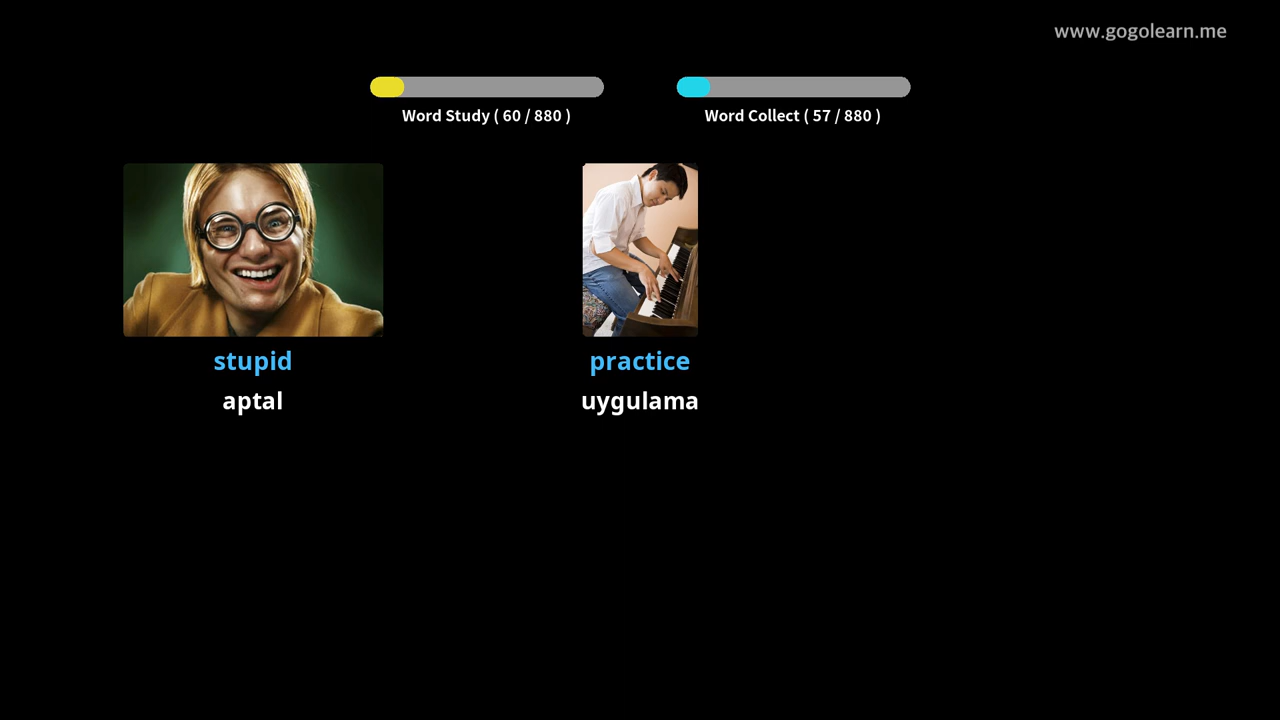 www.gogolearn.me
Word Study ( 60 / 880 )
Word Collect ( 57 / 880 )
stupid
aptal
practice
uygulama